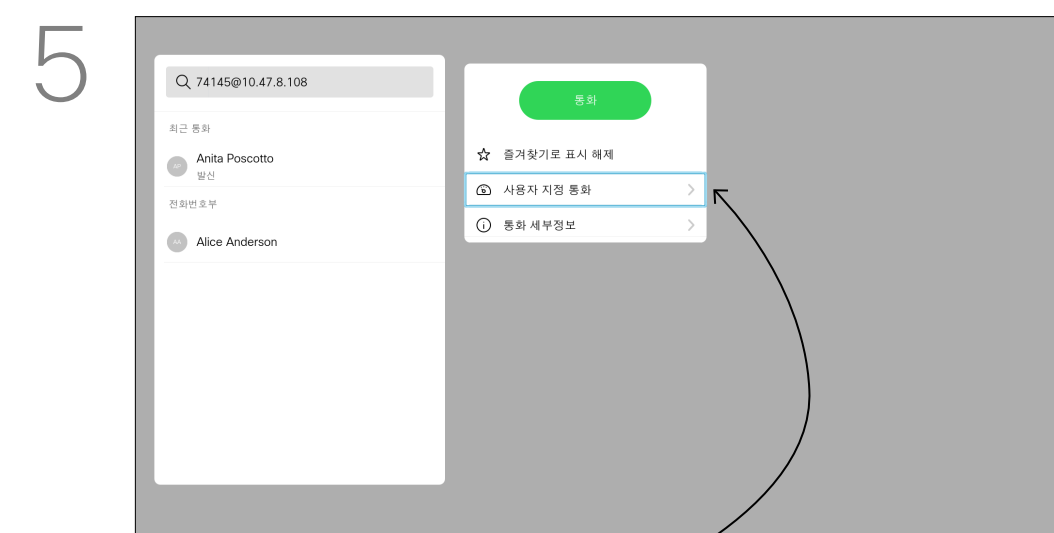 5
74145@10.47.8.108
최근 통화
AP
Anita Poscotto
발신
전화번호부
AA
Alice Anderson
통화
즐겨찾기로 표시 해제
사용자 지정 통화
통화 세부정보